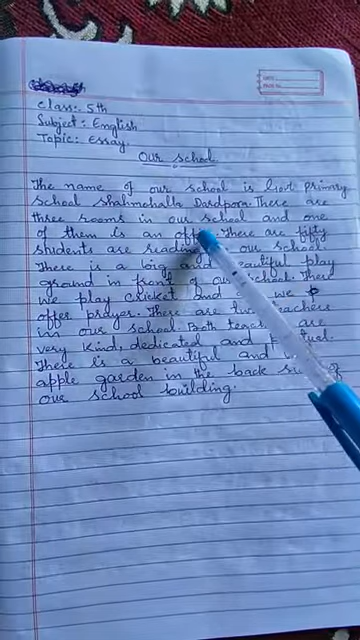 DATE
PAGE No.
Class:- 5th
Subject: English
Topic: Essay.
Our School
The name of our school is Govt primary
School Shahmohalla Dardpora. There are
three rooms in our school and one
of them is an There are fifty
students are reading our school.
There is a big and beautiful play
ground in front of our school. There
we play cricket and we
offer prayer. There are two teachers
in our school. Both are
very kind, dedicated and
There is a beautiful and
apple garden in the back of
our school building.